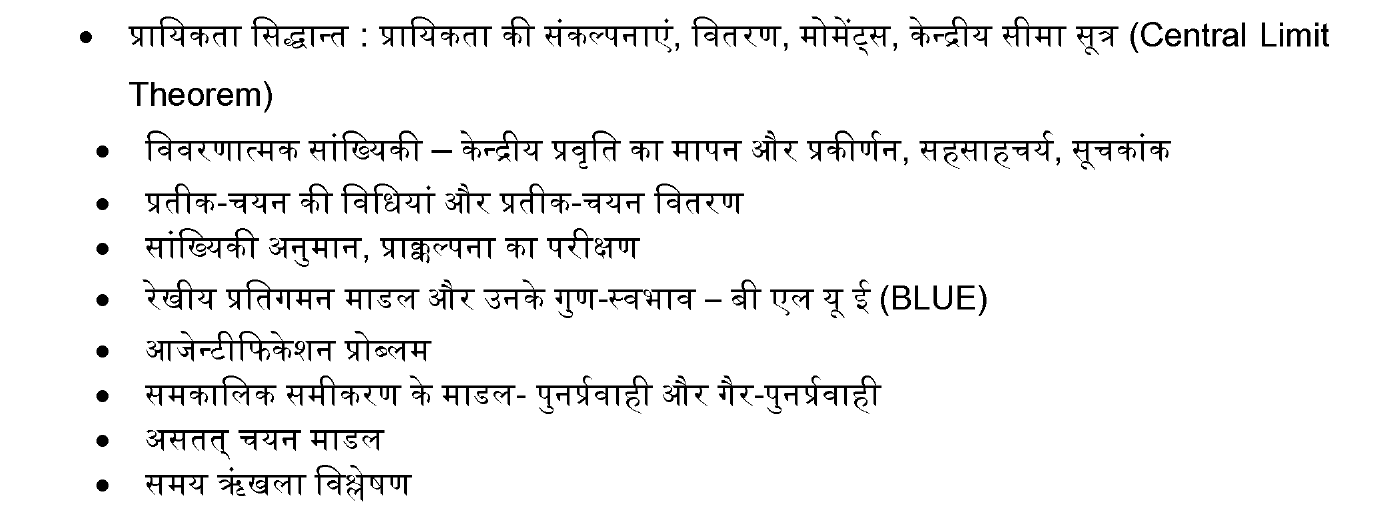 • प्रायिकता सिद्धान्त : प्रायिकता की संकल्पनाएं, वितरण, मोमेंट्स, केन्द्रीय सीमा सूत्र (Central Limit
Theorem)
• विवरणात्मक सांख्यिकी – केन्द्रीय प्रवृति का मापन और प्रकीर्णन, सहसाहचर्य, सूचकांक
• प्रतीक-चयन की विधियां और प्रतीक-चयन वितरण
• सांख्यिकी अनुमान, प्राक्कल्पना का परीक्षण
• रेखीय प्रतिगमन माडल और उनके गुण-स्वभाव – बी एल यू ई (BLUE)
• आजेन्टीफिकेशन प्रोब्लम
• समकालिक समीकरण के माडल- पुनर्प्रवाही और गैर-पुनर्प्रवाही
• असतत् चयन माडल
• समय ऋंखला विश्लेषण